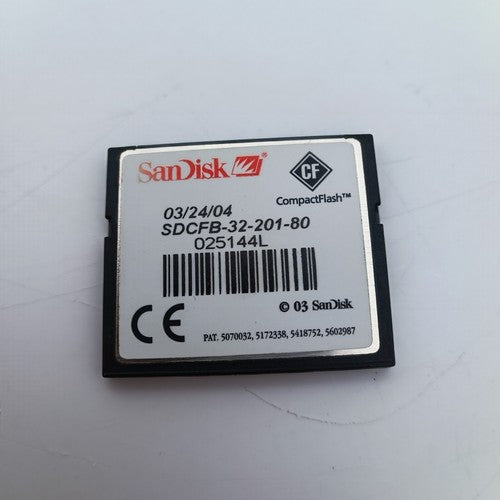 SanDisk
CF
CompactFlash™
03/24/04
SDCFB-32-201-80
025144L
© 03 SanDisk
CE
PAT. 5070032, 5172338, 5418752, 5602987